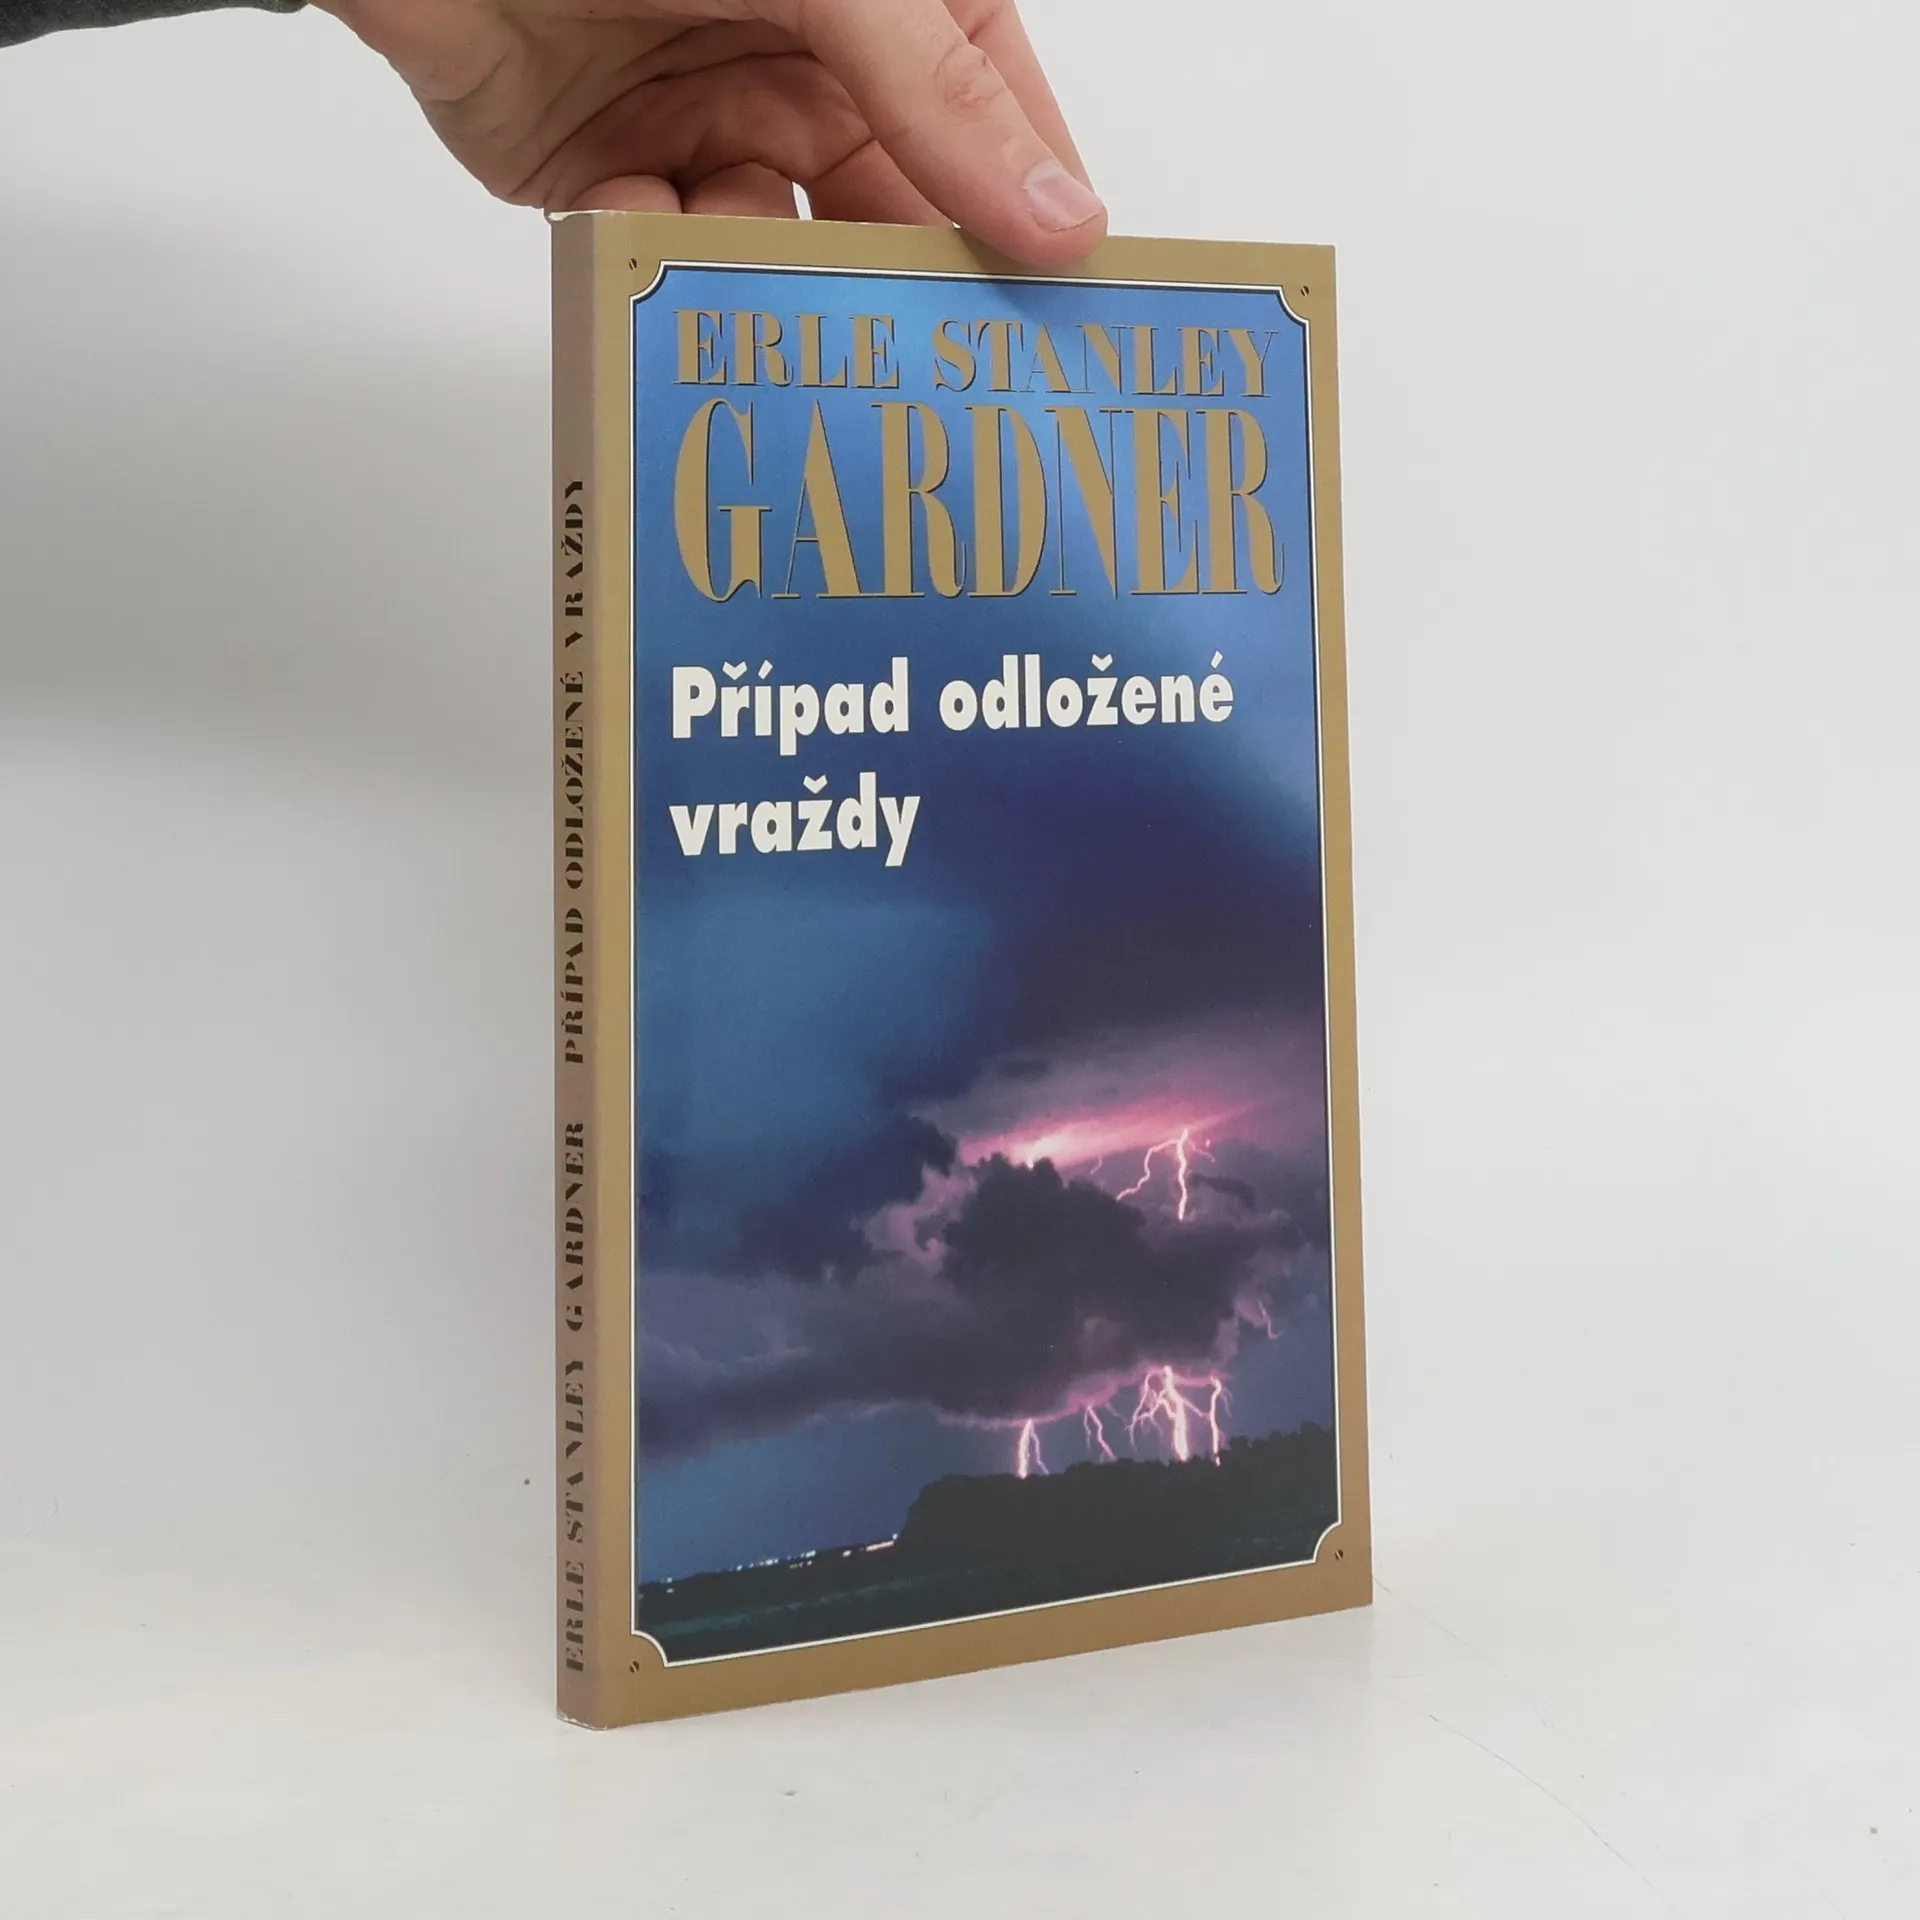 ERLE STANLEY
GARDNER
Případ odložené
vraždy
ERLE STANLEY GARDNER PŘÍPAD ODLOŽENÉ VRAŽDY